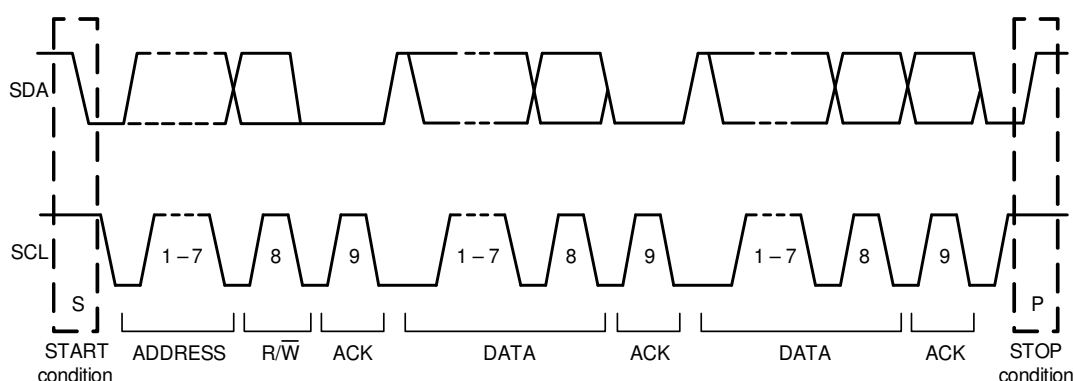 SDA
SCL
1 – 7 8 9 1 – 7 8 9 1 – 7 8 9
S P
START condition ADDRESS R/W̅ ACK DATA ACK DATA ACK STOP condition